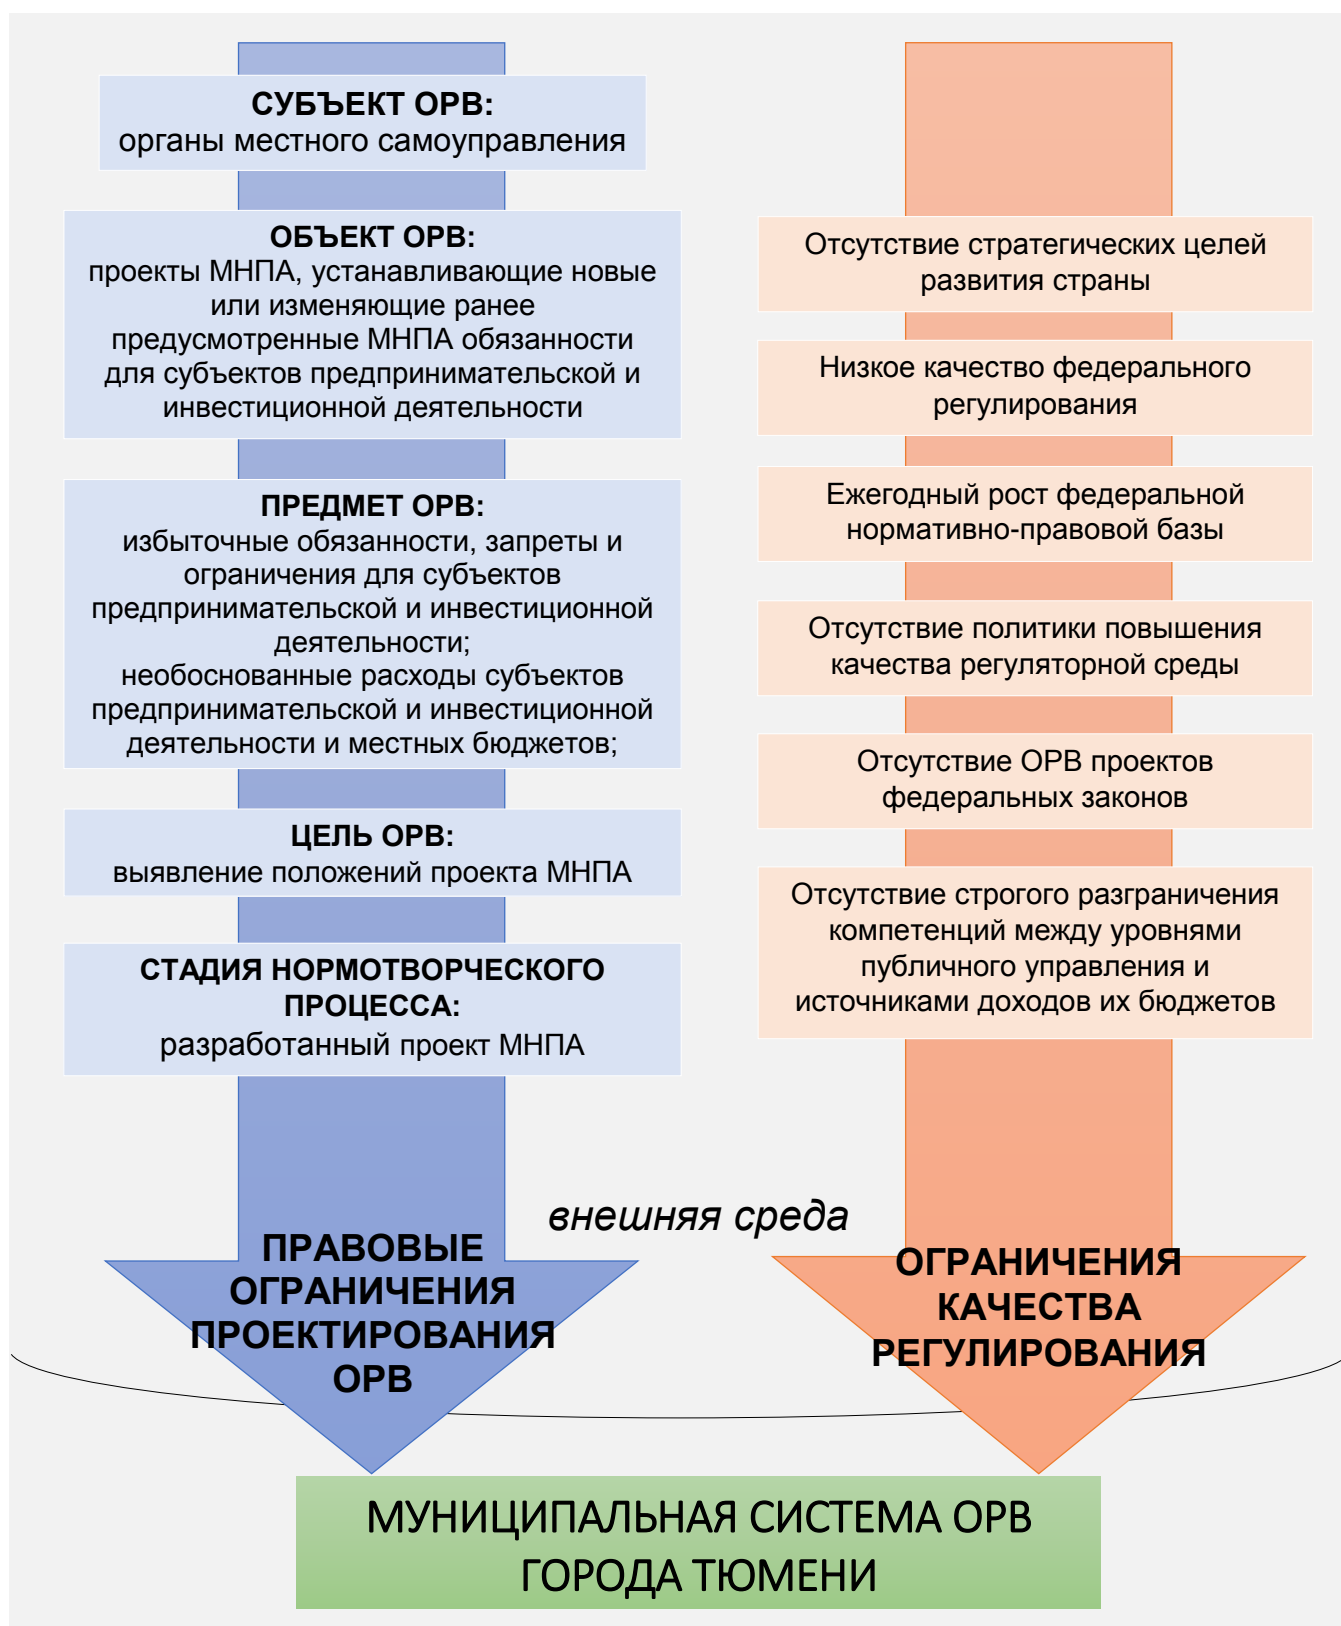 СУБЪЕКТ ОРВ:
органы местного самоуправления
ОБЪЕКТ ОРВ:
проекты МНПА, устанавливающие новые
или изменяющие ранее
предусмотренные МНПА обязанности
для субъектов предпринимательской и
инвестиционной деятельности
ПРЕДМЕТ ОРВ:
избыточные обязанности, запреты и
ограничения для субъектов
предпринимательской и инвестиционной
деятельности;
необоснованные расходы субъектов
предпринимательской и инвестиционной
деятельности и местных бюджетов;
ЦЕЛЬ ОРВ:
выявление положений проекта МНПА
СТАДИЯ НОРМОТВОРЧЕСКОГО
ПРОЦЕССА:
разработанный проект МНПА
ПРАВОВЫЕ
ОГРАНИЧЕНИЯ
ПРОЕКТИРОВАНИЯ
ОРВ
Отсутствие стратегических целей
развития страны
Низкое качество федерального
регулирования
Ежегодный рост федеральной
нормативно-правовой базы
Отсутствие политики повышения
качества регуляторной среды
Отсутствие ОРВ проектов
федеральных законов
Отсутствие строгого разграничения
компетенций между уровнями
публичного управления и
источниками доходов их бюджетов
внешняя среда
ОГРАНИЧЕНИЯ
КАЧЕСТВА
РЕГУЛИРОВАНИЯ
МУНИЦИПАЛЬНАЯ СИСТЕМА ОРВ
ГОРОДА ТЮМЕНИ